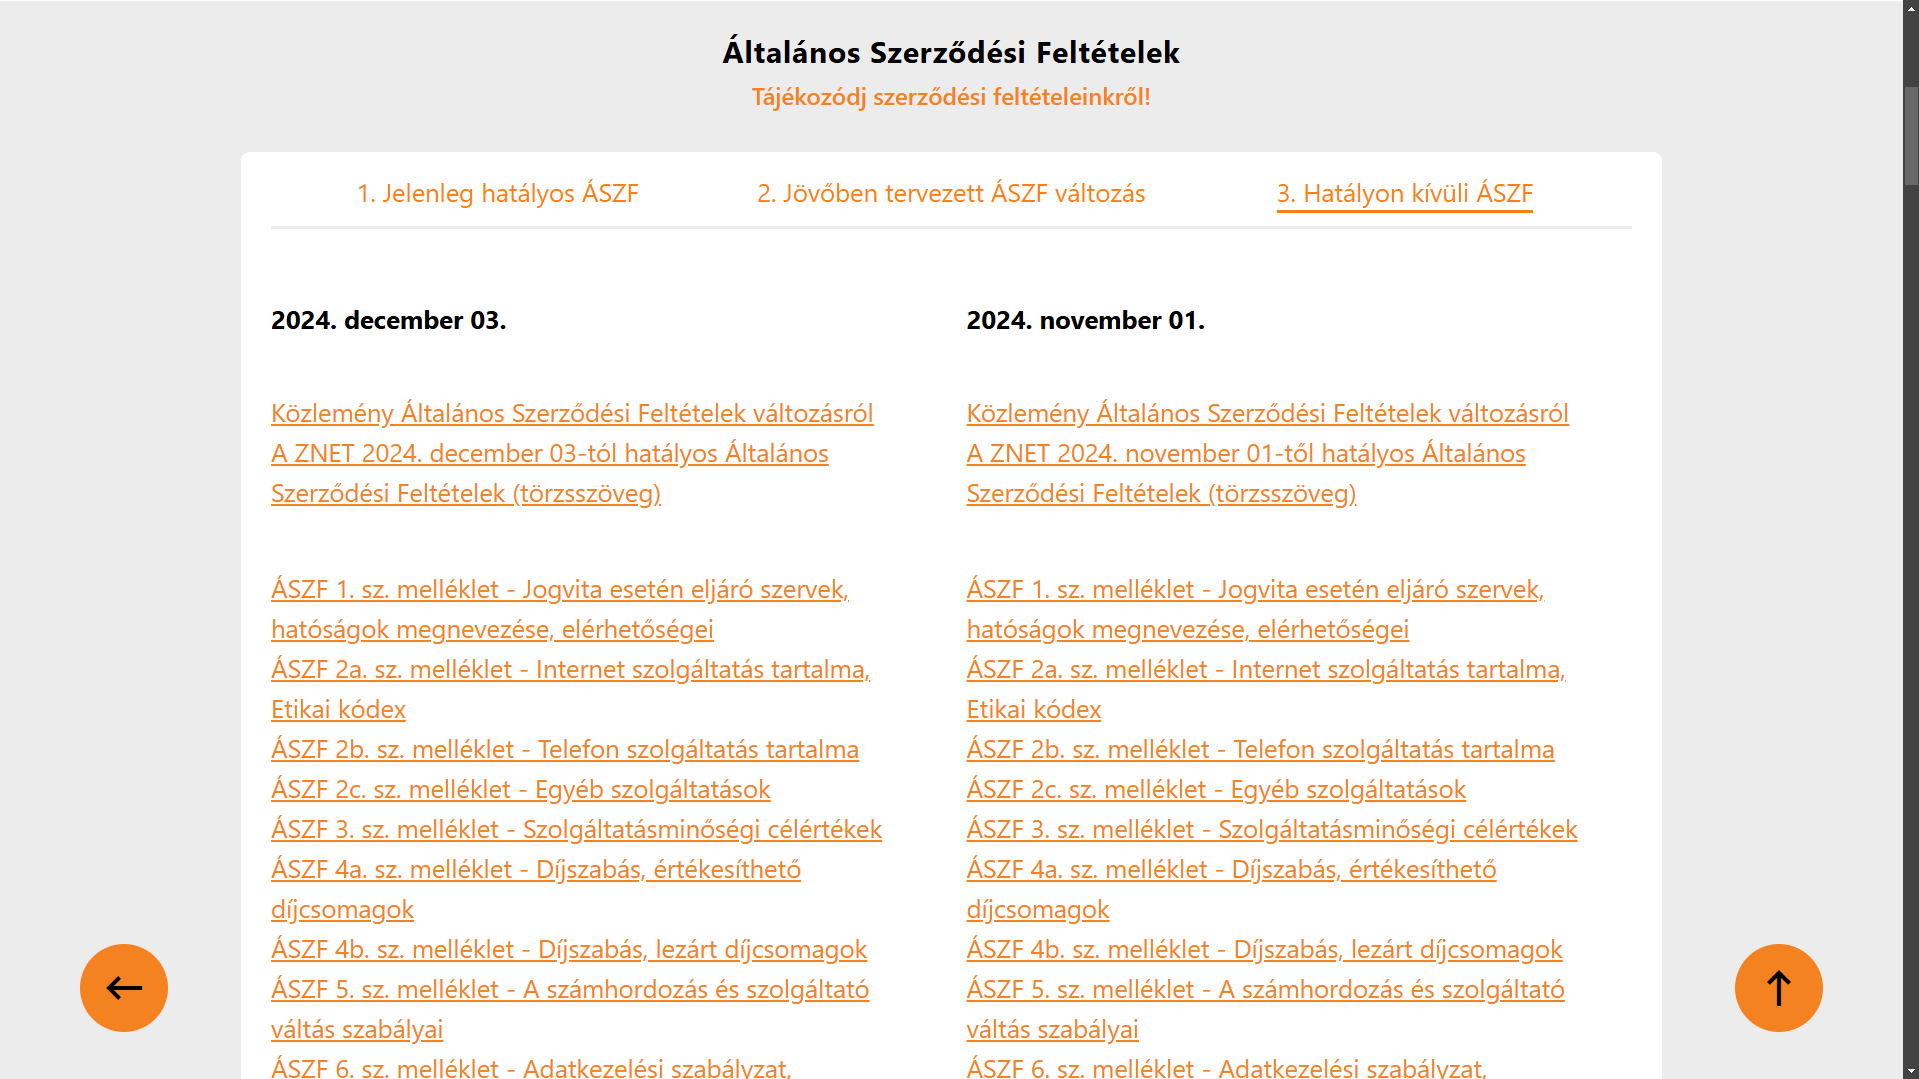 Általános Szerződési Feltételek
Tájékozódj szerződési feltételeinkről!
1. Jelenleg hatályos ÁSZF
2. Jövőben tervezett ÁSZF változás
3. Hatályon kívüli ÁSZF
2024. december 03.
Közlemény Általános Szerződési Feltételek változásról
A ZNET 2024. december 03-tól hatályos Általános
Szerződési Feltételek (törzsszöveg)
ÁSZF 1. sz. melléklet - Jogvita esetén eljáró szervek,
hatóságok megnevezése, elérhetőségei
ÁSZF 2a. sz. melléklet - Internet szolgáltatás tartalma,
Etikai kódex
ÁSZF 2b. sz. melléklet - Telefon szolgáltatás tartalma
ÁSZF 2c. sz. melléklet - Egyéb szolgáltatások
ÁSZF 3. sz. melléklet - Szolgáltatásminőségi célértékek
ÁSZF 4a. sz. melléklet - Díjszabás, értékesíthető
díjcsomagok
ÁSZF 4b. sz. melléklet - Díjszabás, lezárt díjcsomagok
ÁSZF 5. sz. melléklet - A számhordozás és szolgáltató
váltás szabályai
ÁSZF 6. sz. melléklet - Adatkezelési szabályzat,
2024. november 01.
Közlemény Általános Szerződési Feltételek változásról
A ZNET 2024. november 01-től hatályos Általános
Szerződési Feltételek (törzsszöveg)
ÁSZF 1. sz. melléklet - Jogvita esetén eljáró szervek,
hatóságok megnevezése, elérhetőségei
ÁSZF 2a. sz. melléklet - Internet szolgáltatás tartalma,
Etikai kódex
ÁSZF 2b. sz. melléklet - Telefon szolgáltatás tartalma
ÁSZF 2c. sz. melléklet - Egyéb szolgáltatások
ÁSZF 3. sz. melléklet - Szolgáltatásminőségi célértékek
ÁSZF 4a. sz. melléklet - Díjszabás, értékesíthető
díjcsomagok
ÁSZF 4b. sz. melléklet - Díjszabás, lezárt díjcsomagok
ÁSZF 5. sz. melléklet - A számhordozás és szolgáltató
váltás szabályai
ÁSZF 6. sz. melléklet - Adatkezelési szabályzat,